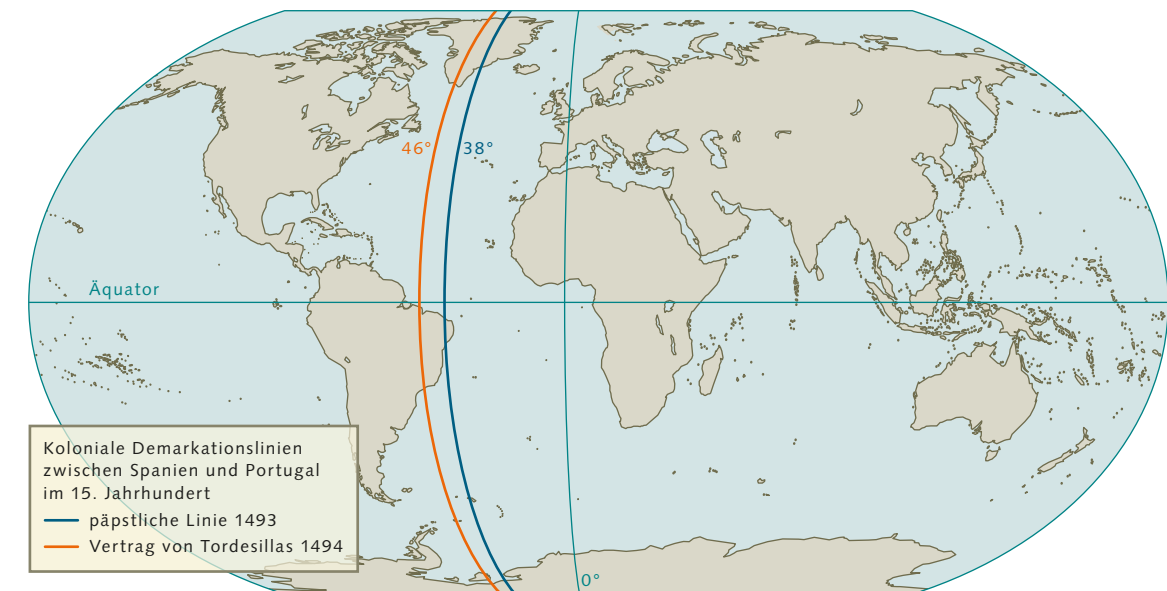 46°
38°
Äquator
Koloniale Demarkationslinien
zwischen Spanien und Portugal
im 15. Jahrhundert
päpstliche Linie 1493
Vertrag von Tordesillas 1494
0°